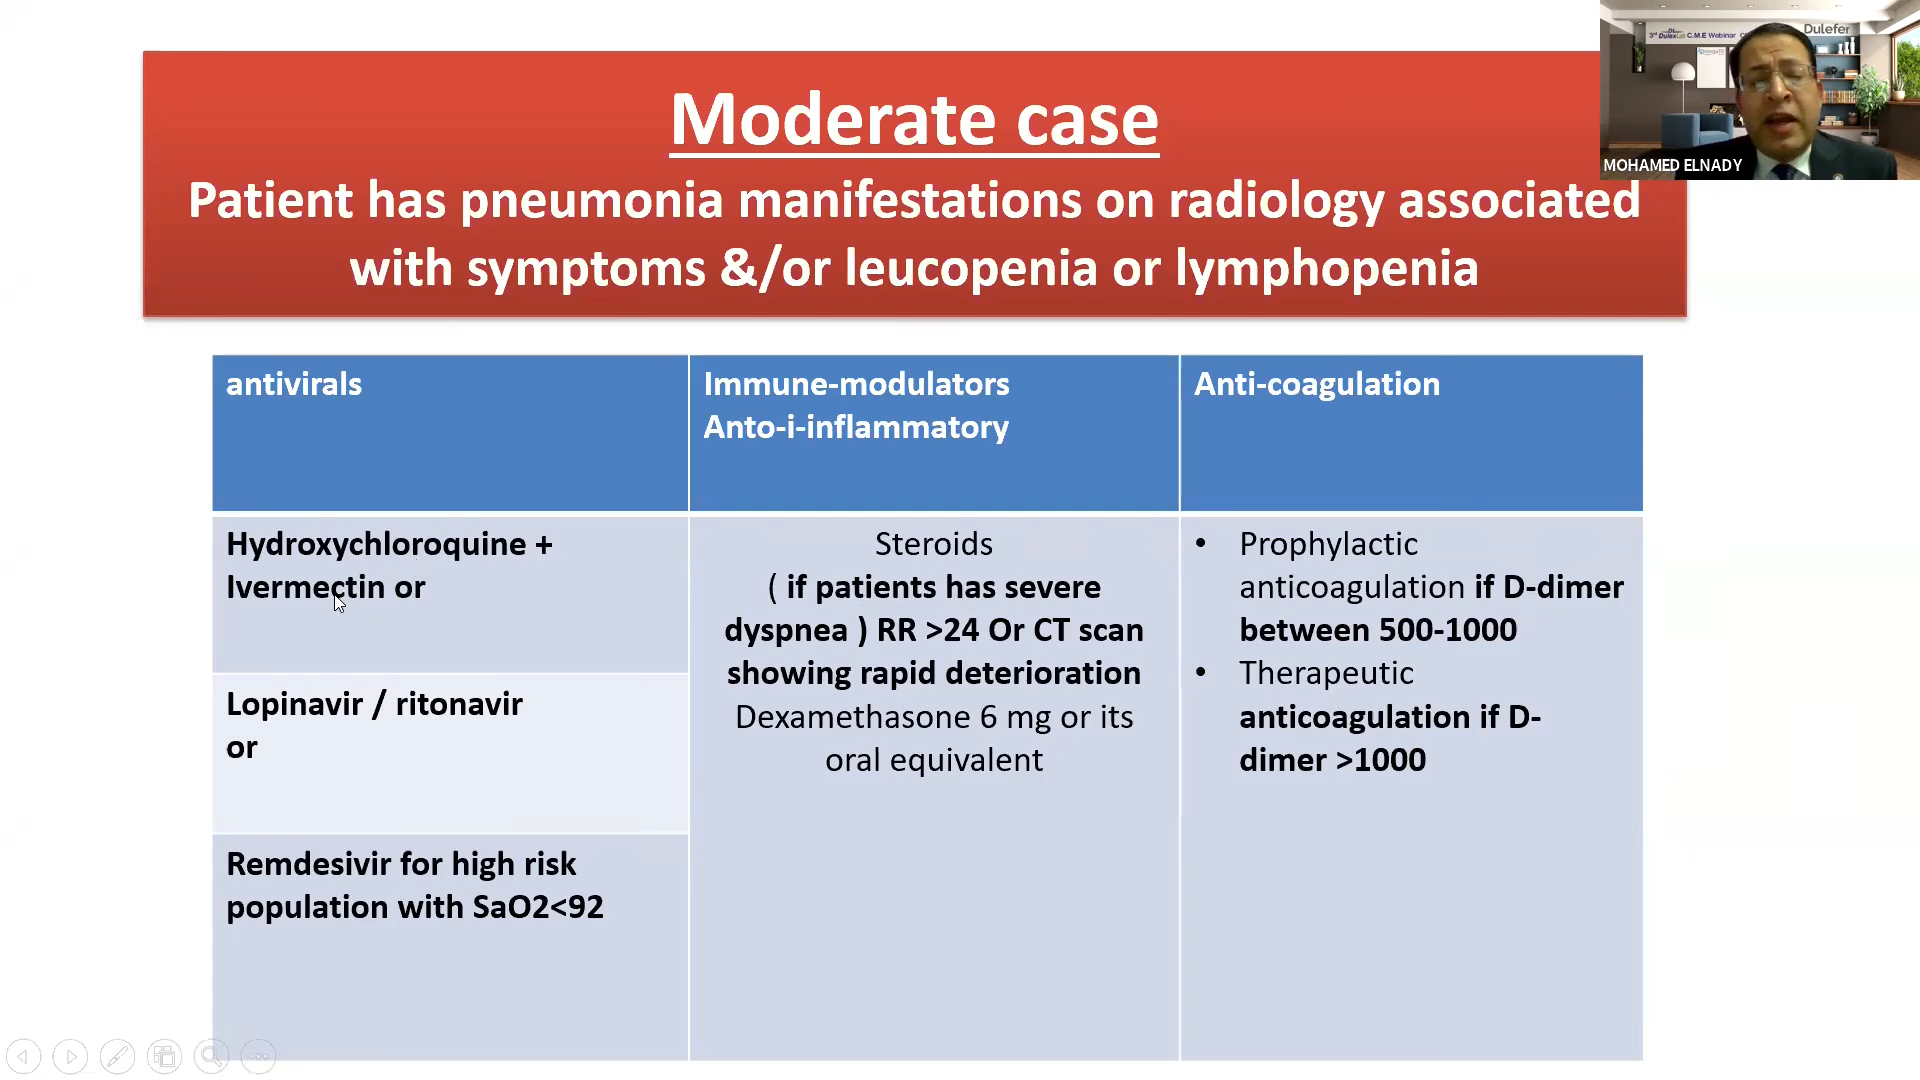 Moderate case
Patient has pneumonia manifestations on radiology associated
with symptoms &/or leucopenia or lymphopenia
3rd DulexLab C.M.E Webinar
Dulefer
MOHAMED ELNADY
antivirals
Immune-modulators
Anto-i-inflammatory
Anti-coagulation
Hydroxychloroquine +
Ivermectin or
Lopinavir / ritonavir
or
Remdesivir for high risk
population with SaO2<92
Steroids
( if patients has severe
dyspnea ) RR >24 Or CT scan
showing rapid deterioration
Dexamethasone 6 mg or its
oral equivalent
• Prophylactic
anticoagulation if D-dimer
between 500-1000
• Therapeutic
anticoagulation if D-
dimer >1000